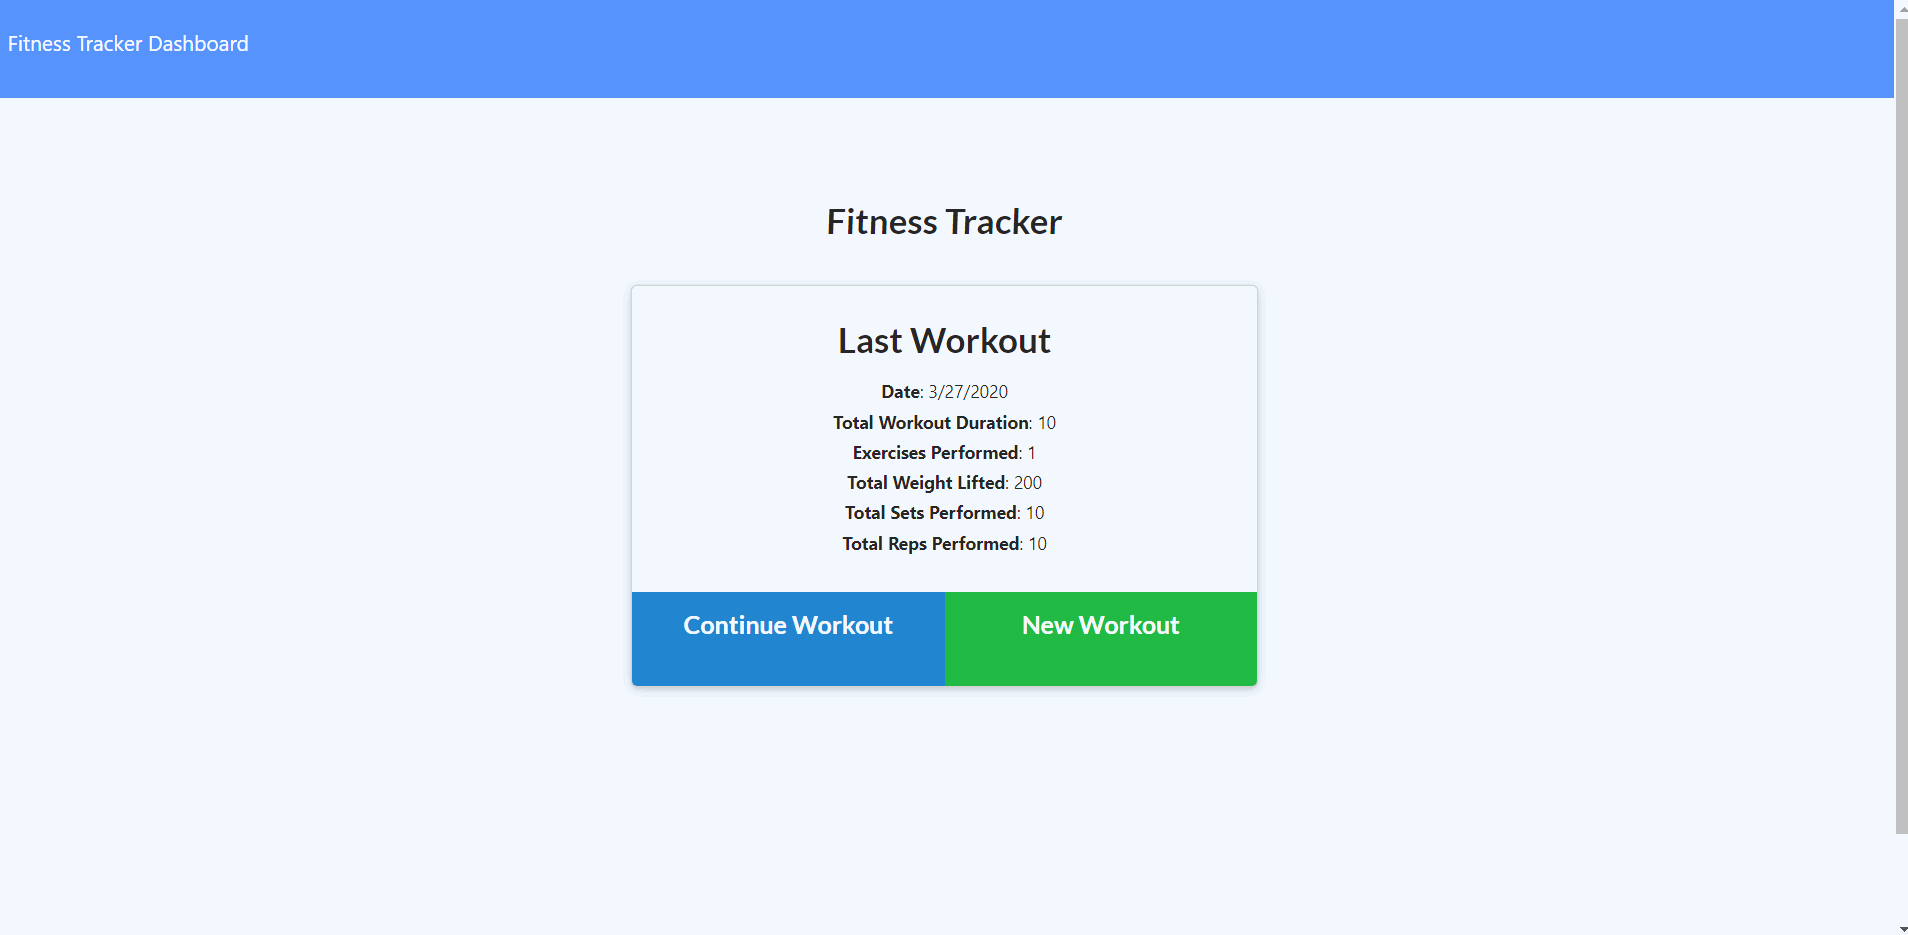 Fitness Tracker Dashboard
Fitness Tracker
Last Workout
Date: 3/27/2020
Total Workout Duration: 10
Exercises Performed: 1
Total Weight Lifted: 200
Total Sets Performed: 10
Total Reps Performed: 10
Continue Workout
New Workout